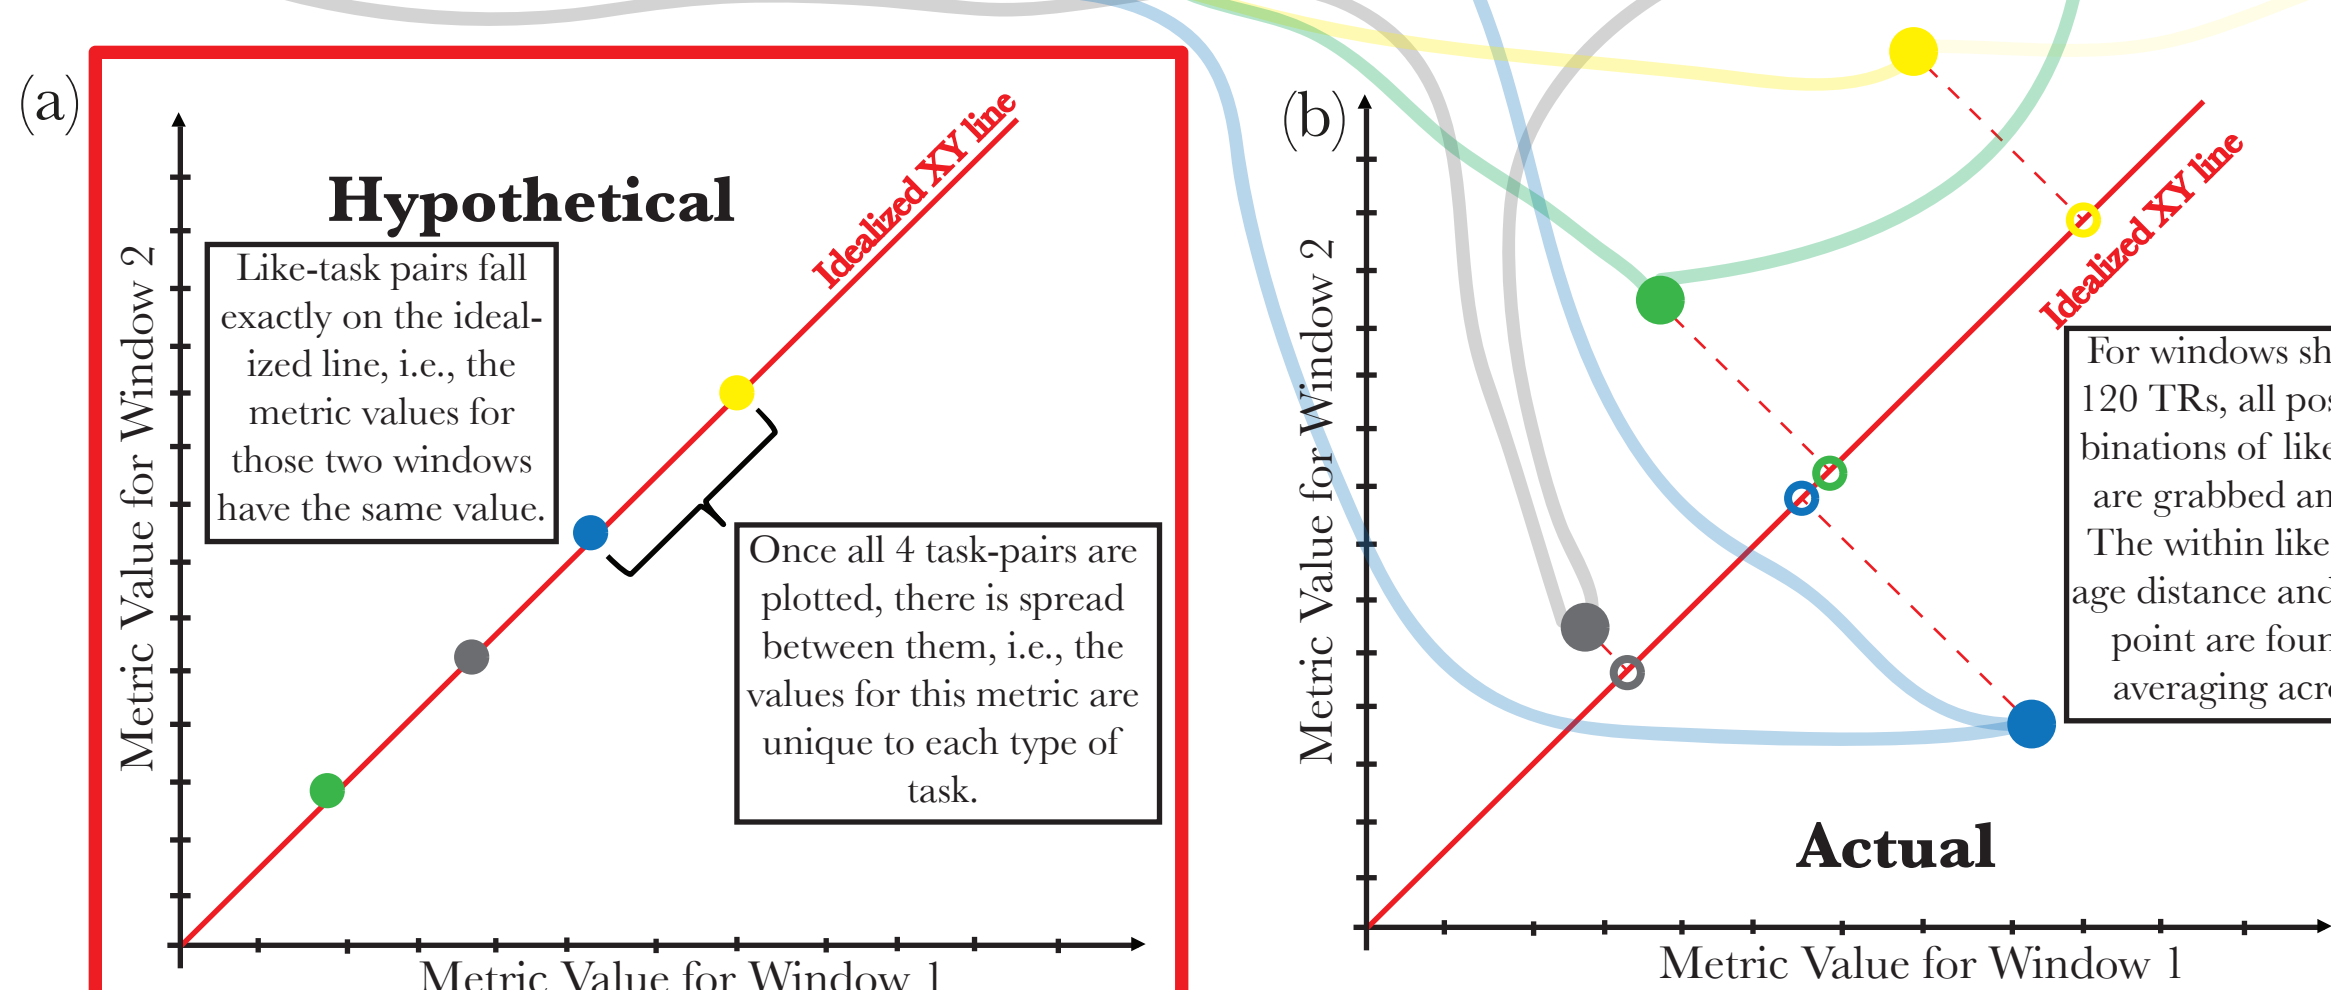 (a)
Hypothetical
Idealized XY line
Metric Value for Window 2
Like-task pairs fall
exactly on the ideal-
ized line, i.e., the
metric values for
those two windows
have the same value.
Once all 4 task-pairs are
plotted, there is spread
between them, i.e., the
values for this metric are
unique to each type of
task.
Metric Value for Window 1
(b)
Idealized XY line
Metric Value for Window 2
For windows
120 TRs, all
binations of
are grabbed
The within
age distance and
point are
averaging
Actual
Metric Value for Window 1